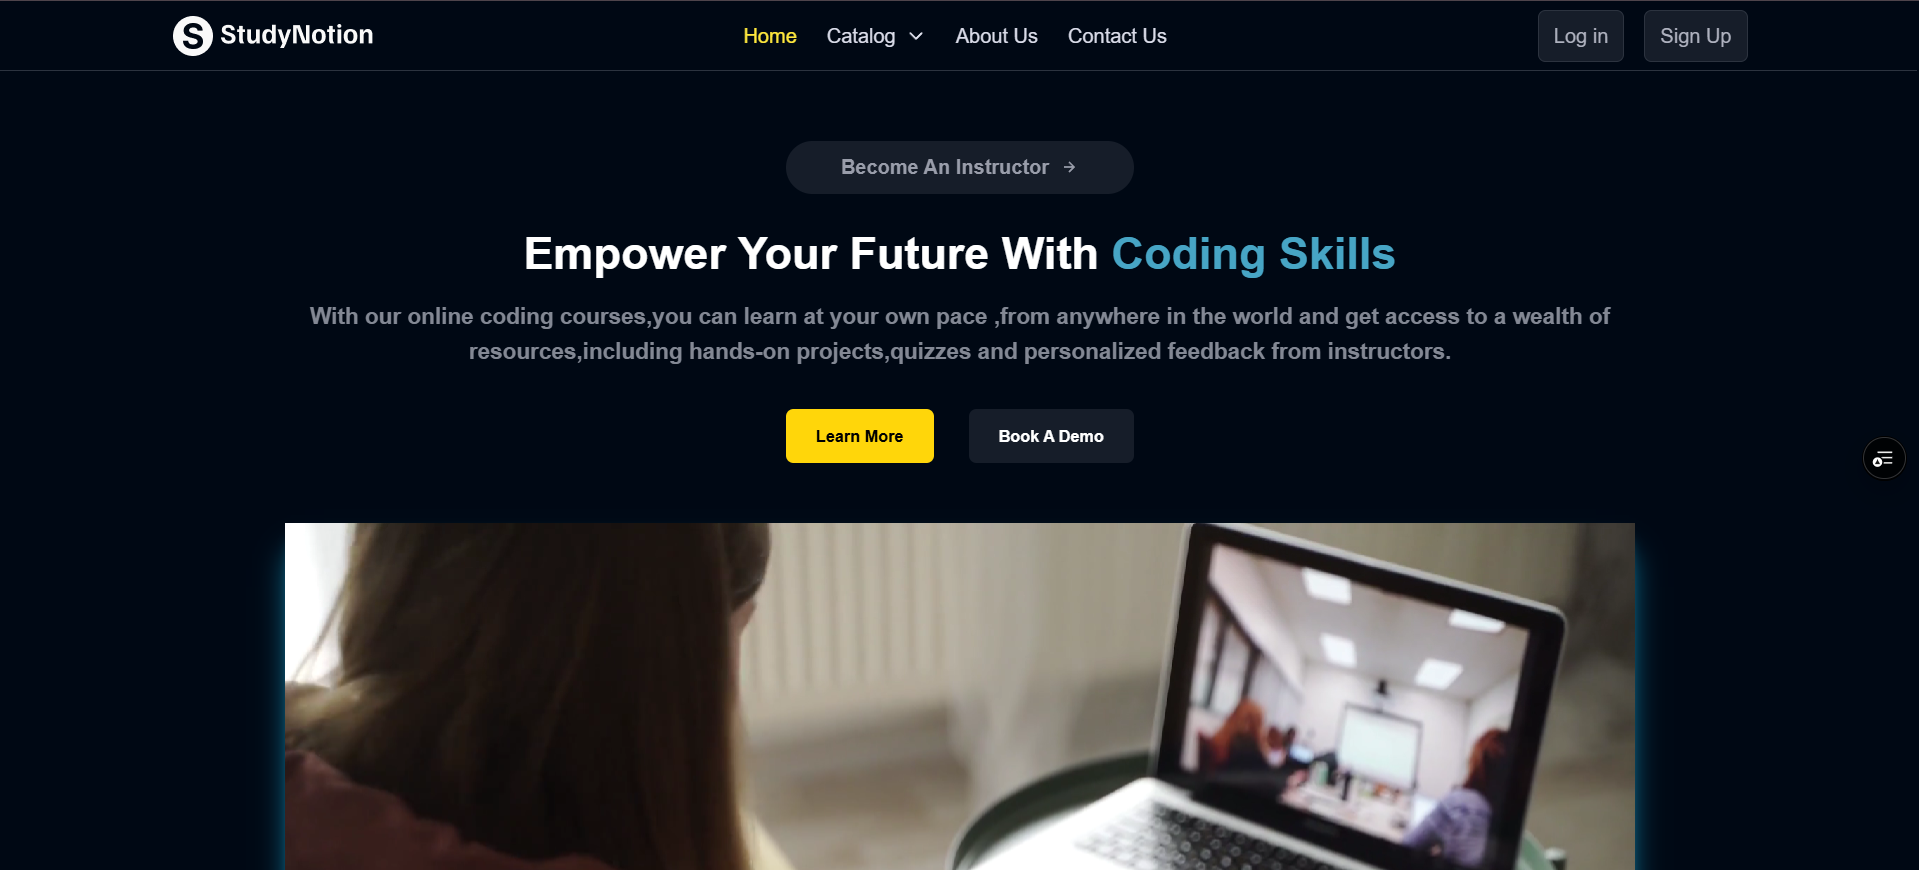 StudyNotion
Home
Catalog
About Us
Contact Us
Log in
Sign Up
Become An Instructor →
Empower Your Future With Coding Skills
With our online coding courses,you can learn at your own pace ,from anywhere in the world and get access to a wealth of
resources,including hands-on projects,quizzes and personalized feedback from instructors.
Learn More
Book A Demo